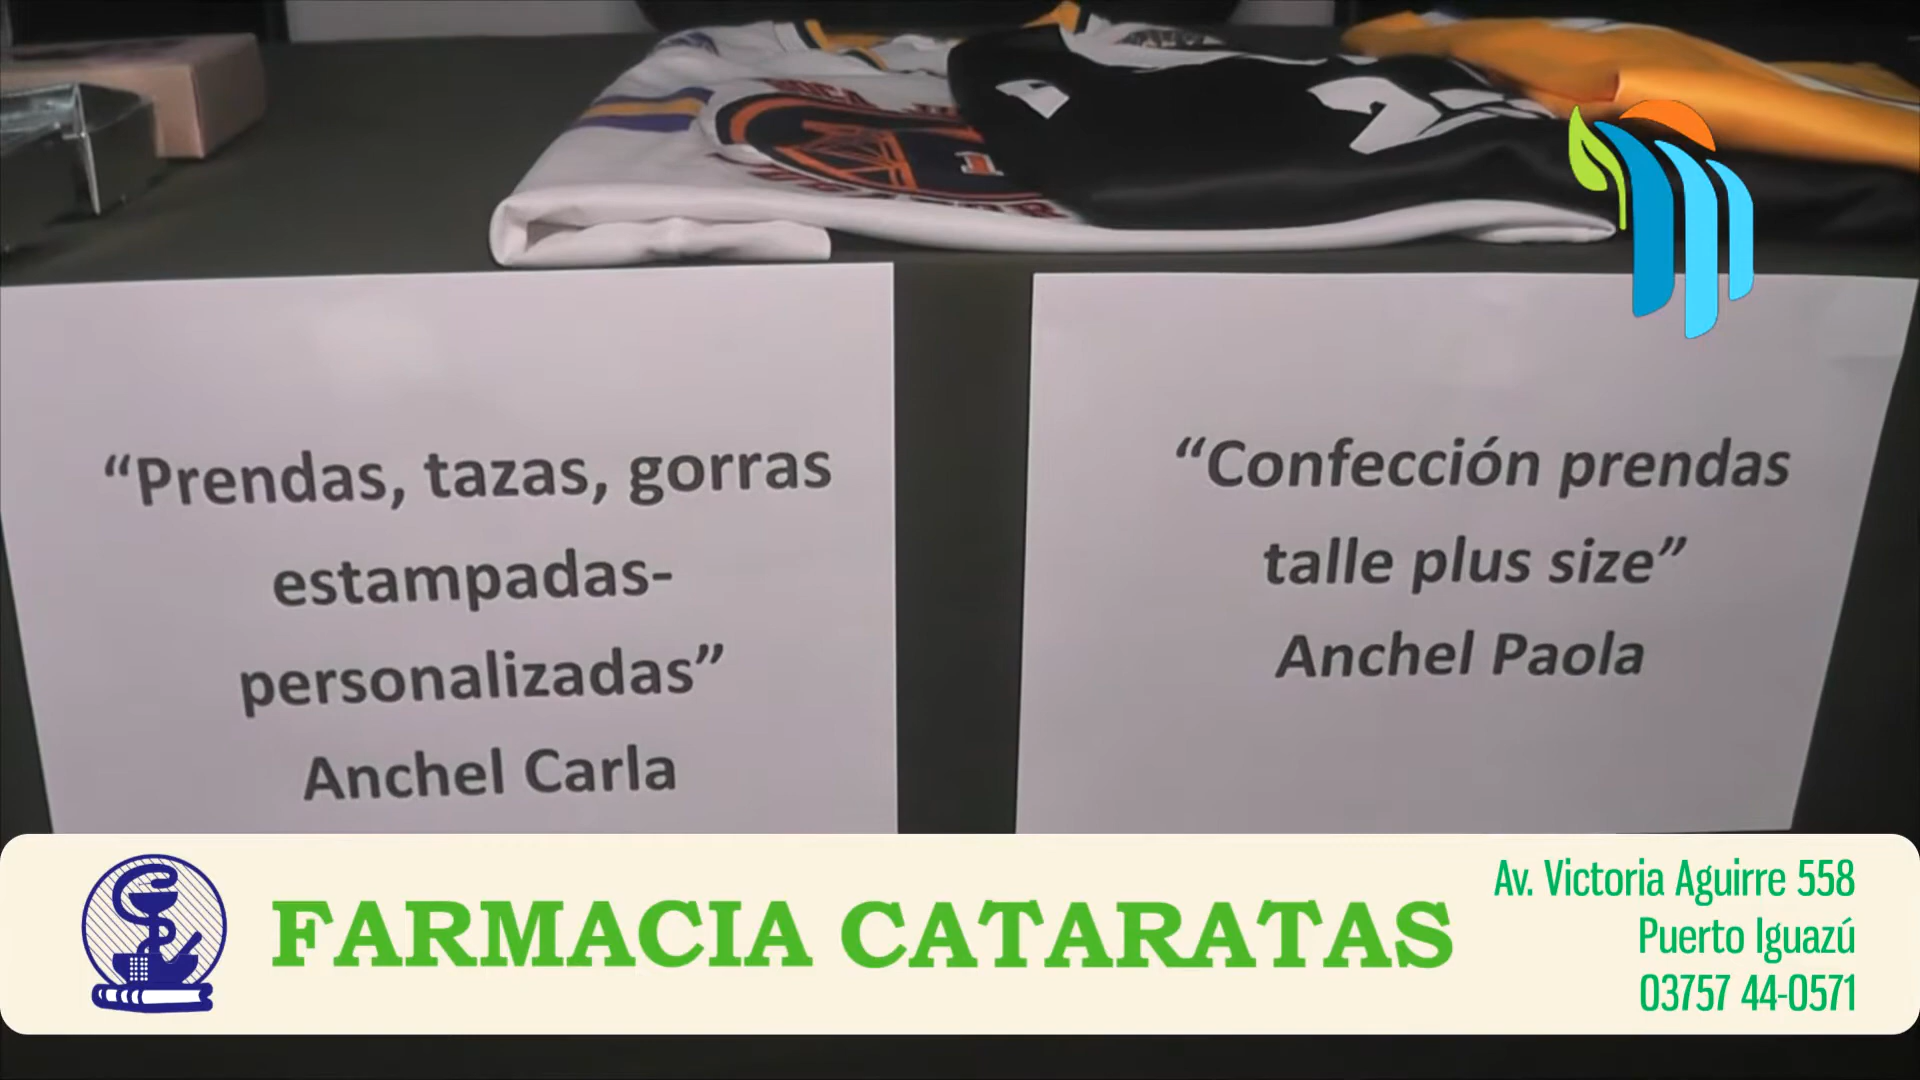 “Prendas, tazas, gorras
estampadas-
personalizadas”
Anchel Carla
“Confección prendas
talle plus size”
Anchel Paola
FARMACIA CATARATAS
Av. Victoria Aguirre 558
Puerto Iguazú
03757 44-0571